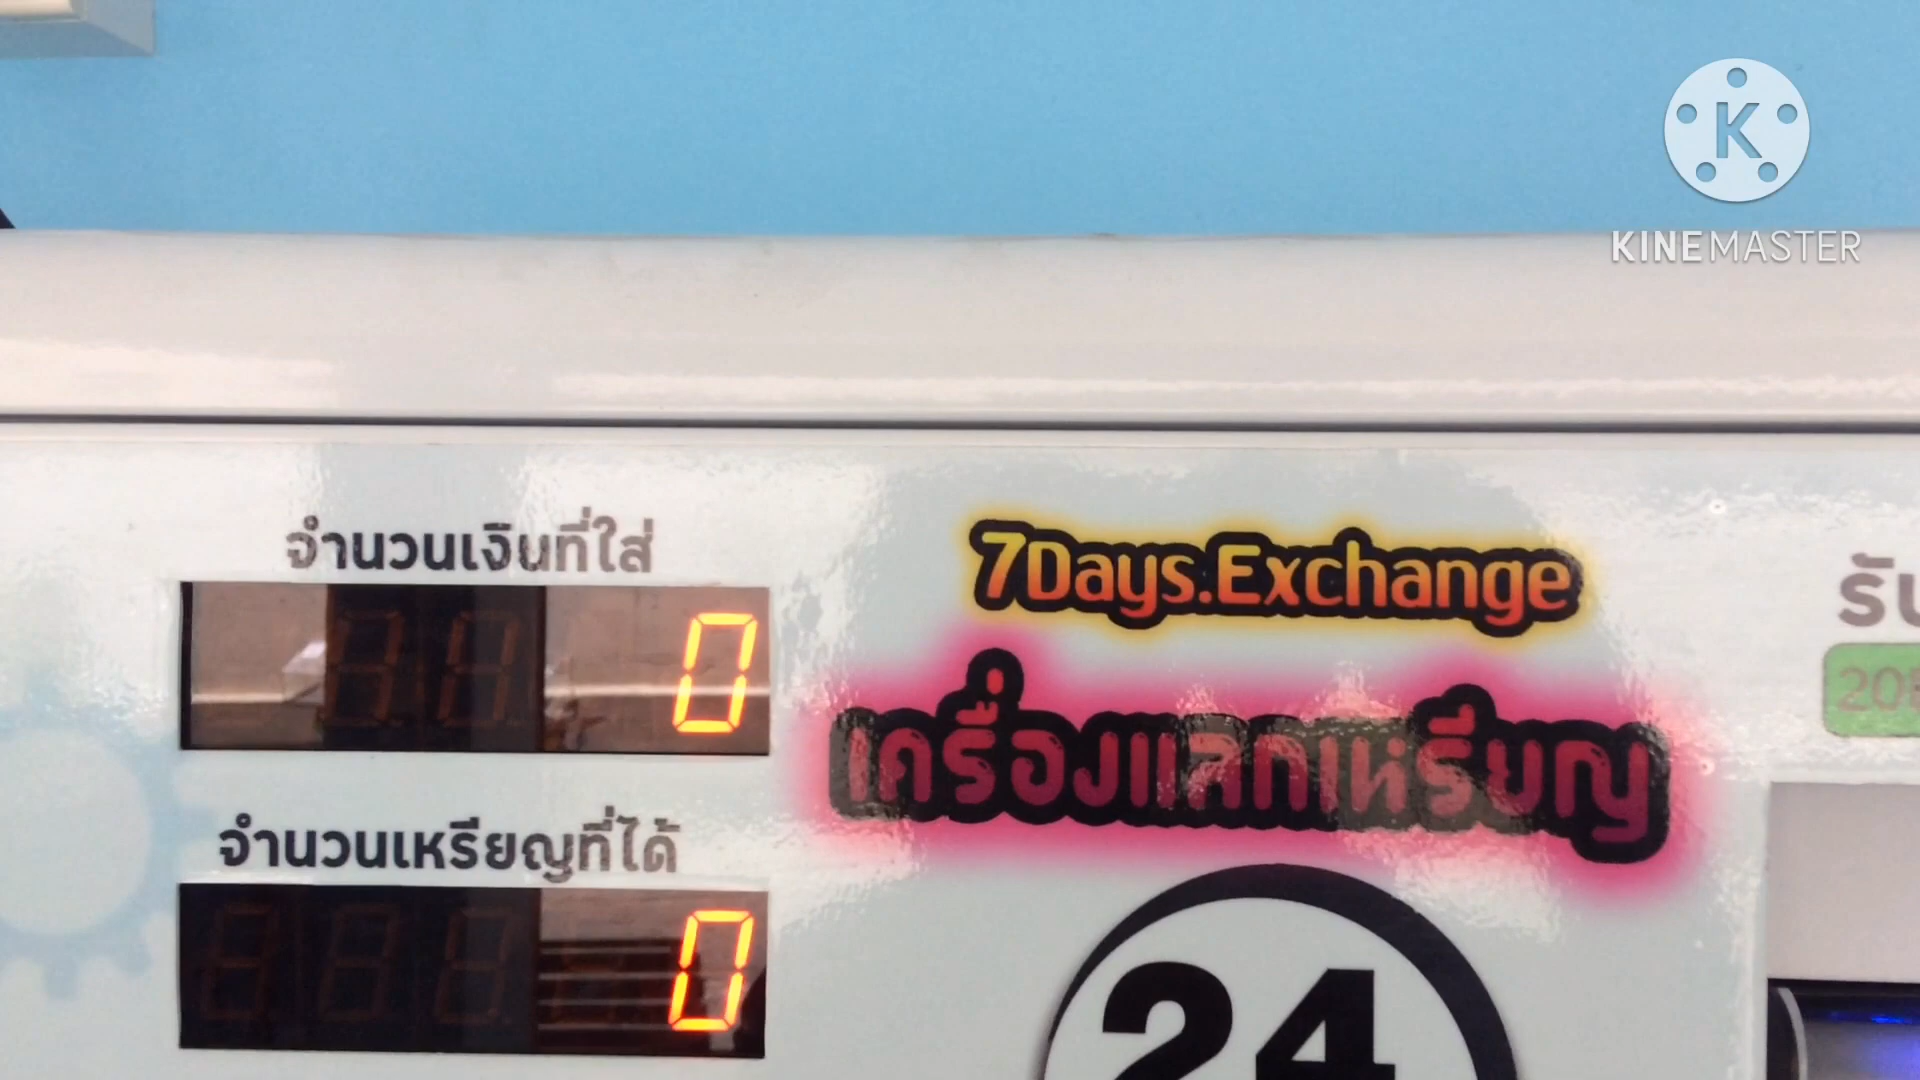 K
KINEMASTER
จำนวนเงินที่ใส่
0
7Days.Exchange
เครื่องแลกเหรียญ
จำนวนเหรียญที่ได้
0
24